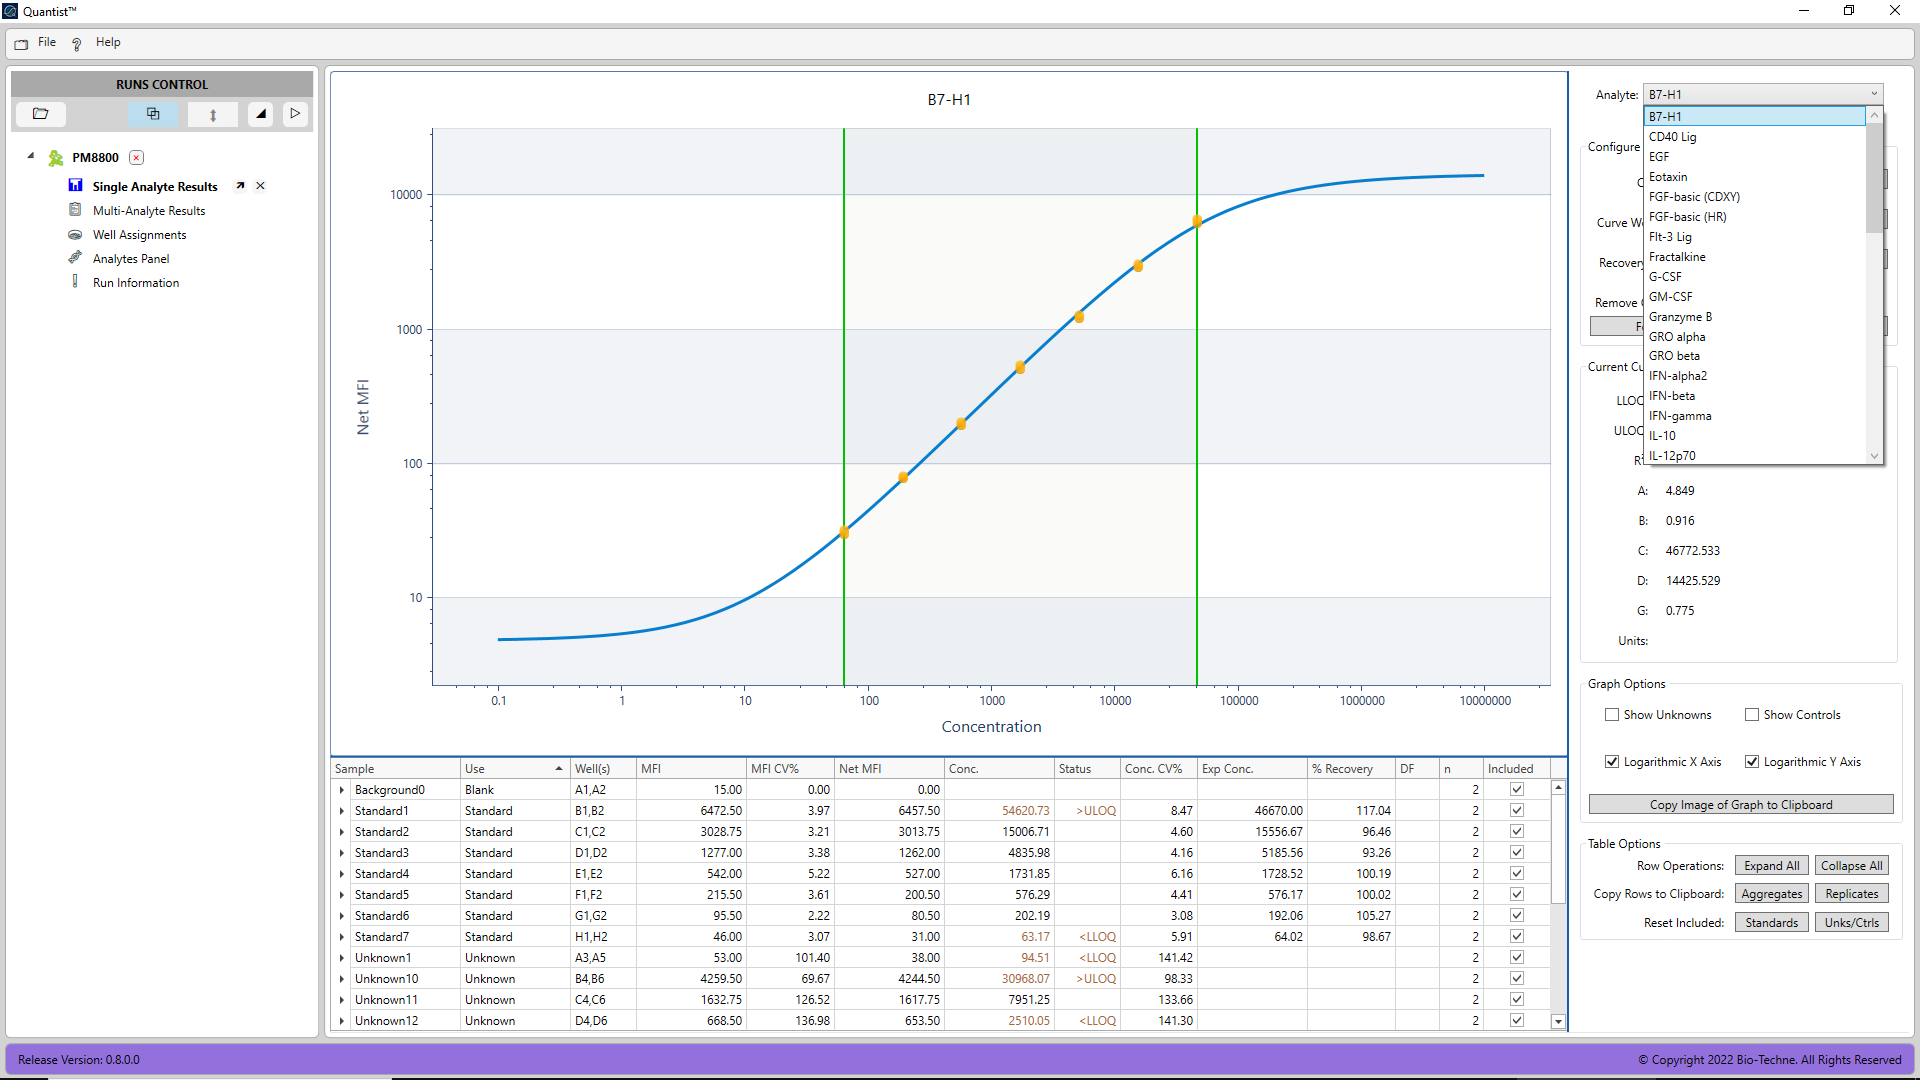 Quantist™
File Help
RUNS CONTROL
PM8800
Single Analyte Results
Multi-Analyte Results
Well Assignments
Analytes Panel
Run Information
B7-H1
10000
1000
100
10
Net MFI
0.1 1 10 100 1000 10000 100000 1000000 10000000
Concentration
Analyte: B7-H1
B7-H1
CD40 Lig
EGF
Eotaxin
FGF-basic (CDXY)
FGF-basic (HR)
Flt-3 Lig
Fractalkine
G-CSF
GM-CSF
Granzyme B
GRO alpha
GRO beta
IFN-alpha2
IFN-beta
IFN-gamma
IL-10
IL-12p70
Configure
Curve We
Recovery
Remove
Current Cu
LLOQ
ULOQ
A: 4.849
B: 0.916
C: 46772.533
D: 14425.529
G: 0.775
Units:
Graph Options
Show Unknowns Show Controls
Logarithmic X Axis Logarithmic Y Axis
Copy Image of Graph to Clipboard
Table Options
Row Operations: Expand All Collapse All
Copy Rows to Clipboard: Aggregates Replicates
Reset Included: Standards Unks/Ctrls
Sample Use Well(s) MFI MFI CV% Net MFI Conc. Status Conc. CV% Exp Conc. % Recovery DF n Included
Background0 Blank A1,A2 15.00 0.00 0.00 2
Standard1 Standard B1,B2 6472.50 3.97 6457.50 54620.73 >ULOQ 8.47 46670.00 117.04 2
Standard2 Standard C1,C2 3028.75 3.21 3013.75 15006.71 4.60 15556.67 96.46 2
Standard3 Standard D1,D2 1277.00 3.38 1262.00 4835.98 4.16 5185.56 93.26 2
Standard4 Standard E1,E2 542.00 5.22 527.00 1731.85 6.16 1728.52 100.19 2
Standard5 Standard F1,F2 215.50 3.61 200.50 576.29 4.41 576.17 100.02 2
Standard6 Standard G1,G2 95.50 2.22 80.50 202.19 3.08 192.06 105.27 2
Standard7 Standard H1,H2 46.00 3.07 31.00 63.17 <LLOQ 5.91 64.02 98.67 2
Unknown1 Unknown A3,A5 53.00 101.40 38.00 94.51 <LLOQ 141.42 2
Unknown10 Unknown B4,B6 4259.50 69.67 4244.50 30968.07 >ULOQ 98.33 2
Unknown11 Unknown C4,C6 1632.75 126.52 1617.75 7951.25 133.66 2
Unknown12 Unknown D4,D6 668.50 136.98 653.50 2510.05 <LLOQ 141.30 2
Release Version: 0.8.0.0
© Copyright 2022 Bio-Techne. All Rights Reserved